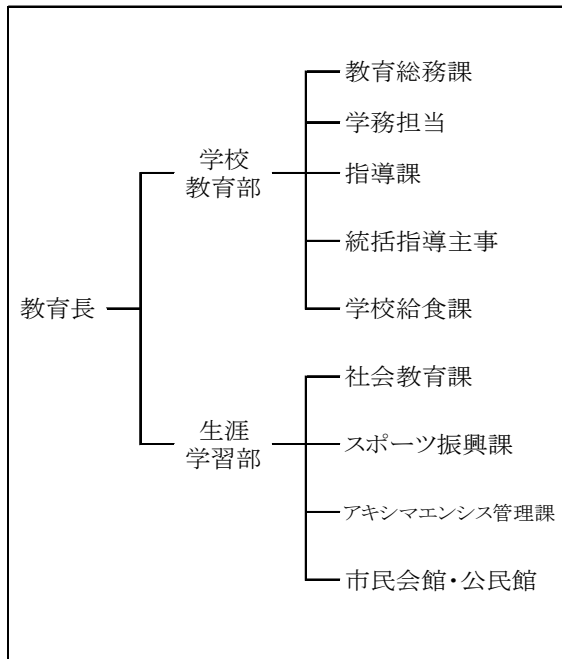 教育総務課
学務担当
学校
教育部
指導課
統括指導主事
教育長
学校給食課
社会教育課
生涯
学習部
スポーツ振興課
アキシマエンシス管理課
市民会館・公民館